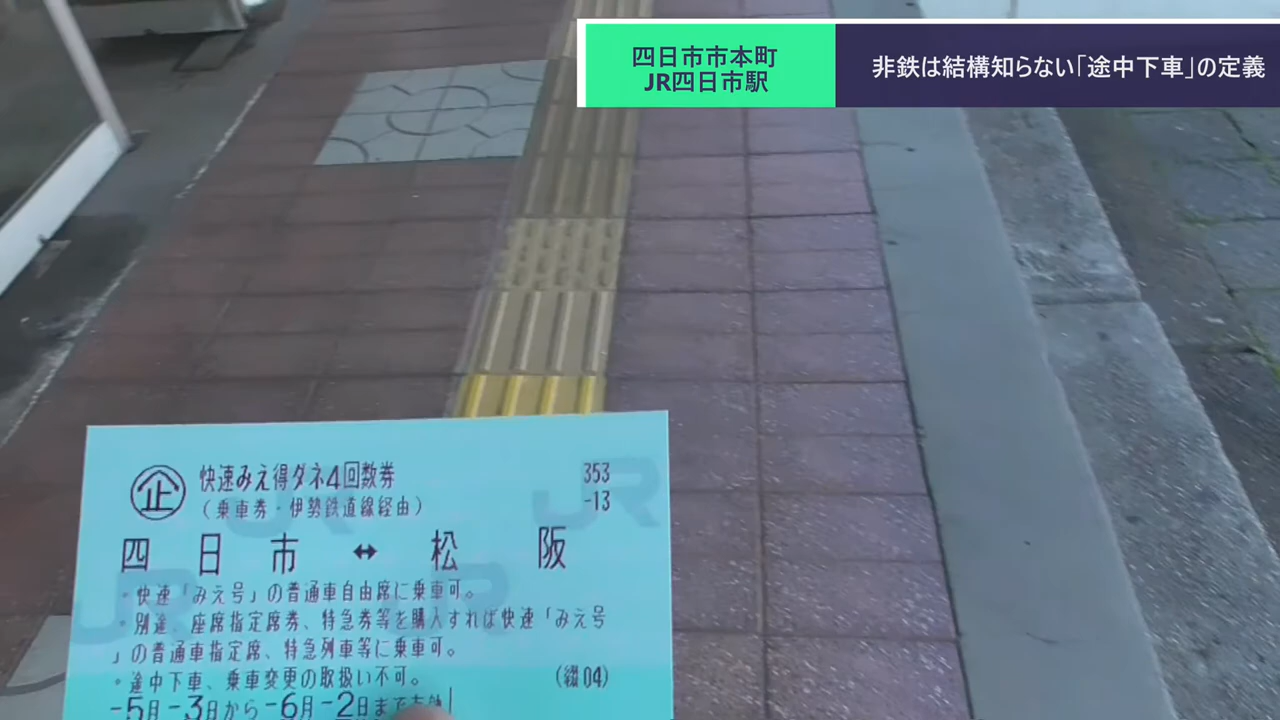 四日市市本町
JR四日市駅
非鉄は結構知らない「途中下車」の定義
企 快速みえ得ダネ4回数券 353
(乗車券・伊勢鉄道線経由) -13
四日市 ↔ 松阪
・快速「みえ号」の普通車自由席に乗車可。
・別途、座席指定席券、特急券等を購入すれば快速「みえ号
」の普通車指定席、特急列車等に乗車可。
・途中下車、乗車変更の取扱い不可。 (綴04)
-5月-3日から-6月-2日まで有効